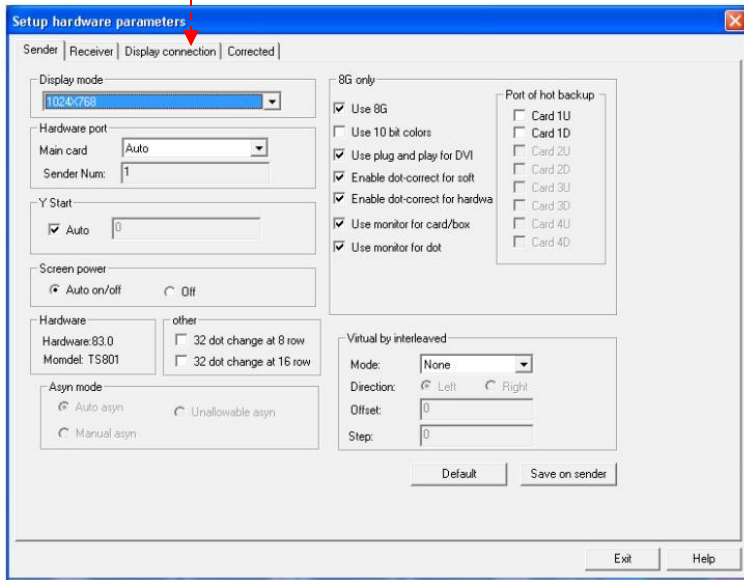 Setup hardware parameters
Sender Receiver Display connection Corrected
Display mode
1024X768
Hardware port
Main card Auto
Sender Num: 1
Y Start
Auto 0
Screen power
Auto on/off Off
Hardware
Hardware:83.0
Momdel: TS801
other
32 dot change at 8 row
32 dot change at 16 row
Asyn mode
Auto asyn Unallowable asyn
Manual asyn
8G only
Use 8G
Use 10 bit colors
Use plug and play for DVI
Enable dot-correct for soft
Enable dot-correct for hardwa
Use monitor for card/box
Use monitor for dot
Port of hot backup
Card 1U
Card 1D
Card 2U
Card 2D
Card 3U
Card 3D
Card 4U
Card 4D
Virtual by interleaved
Mode: None
Direction: Left Right
Offset: 0
Step: 0
Default Save on sender
Exit Help